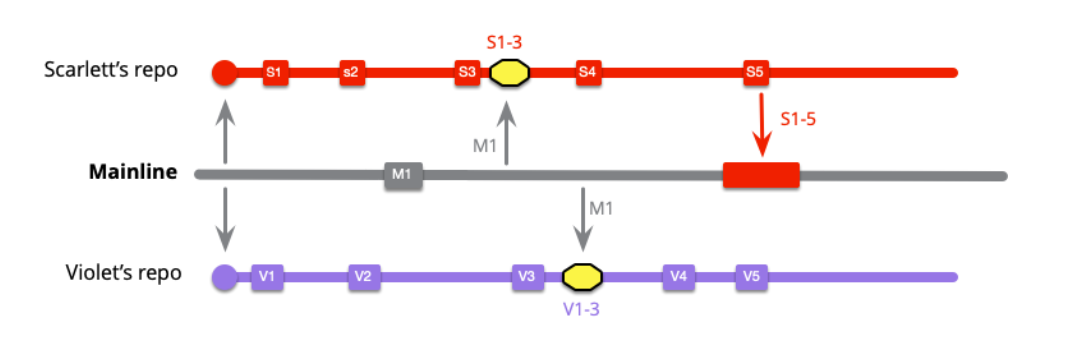 S1-3
Scarlett's repo
S1
s2
S3
S4
S5
S1-5
M1
Mainline
M1
M1
Violet's repo
V1
V2
V3
V4
V5
V1-3